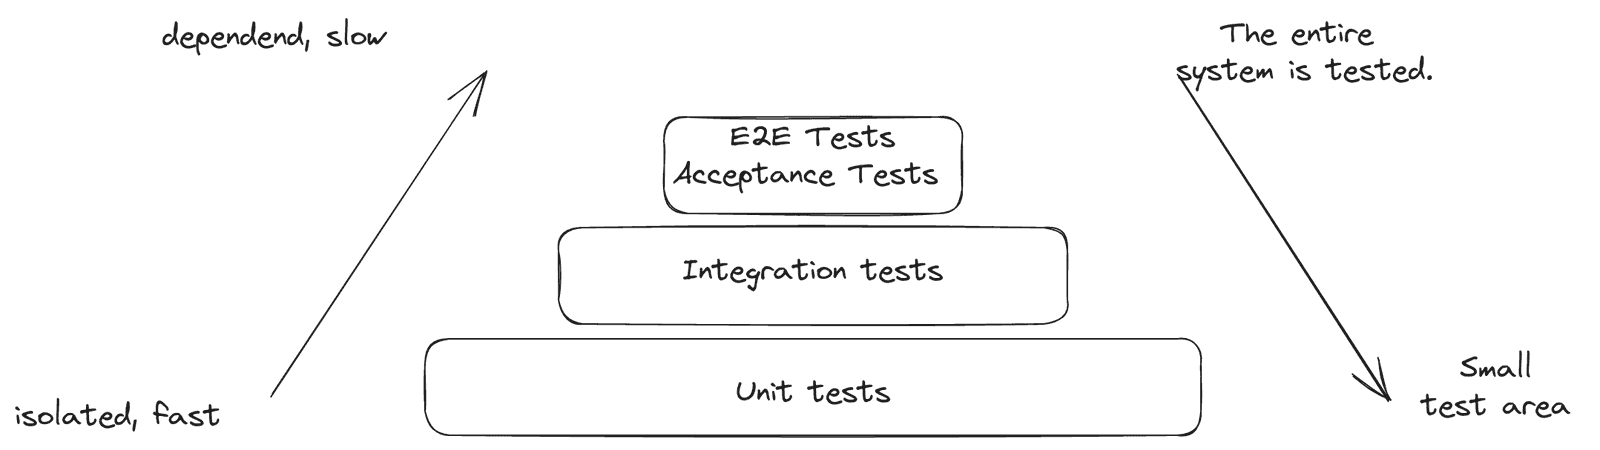 dependend, slow
The entire
system is tested.
E2E Tests
Acceptance Tests
Integration tests
Unit tests
isolated, fast
Small
test area